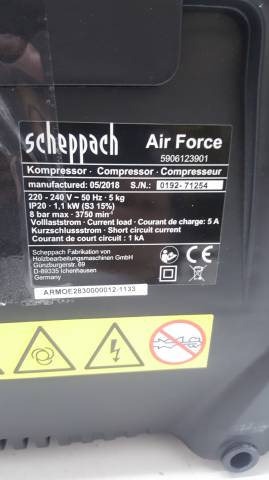 scheppach Air Force
5906123901
Kompressor · Compressor · Compresseur
manufactured: 05/2018 S./N.: 0192-71254
220 - 240 V ~ 50 Hz · 5 kg
IP20 · 1,1 kW (S3 15%)
8 bar max · 3750 min⁻¹
Volllaststrom · Current load · Courant de charge: 5 A
Kurzschlussstrom · Short circuit current
Courant de court circuit : 1 kA
Scheppach Fabrikation von
Holzbearbeitungsmaschinen GmbH
Günzburgerstr. 69
D-89335 Ichenhausen
Germany
ARMOE2830000012-1133